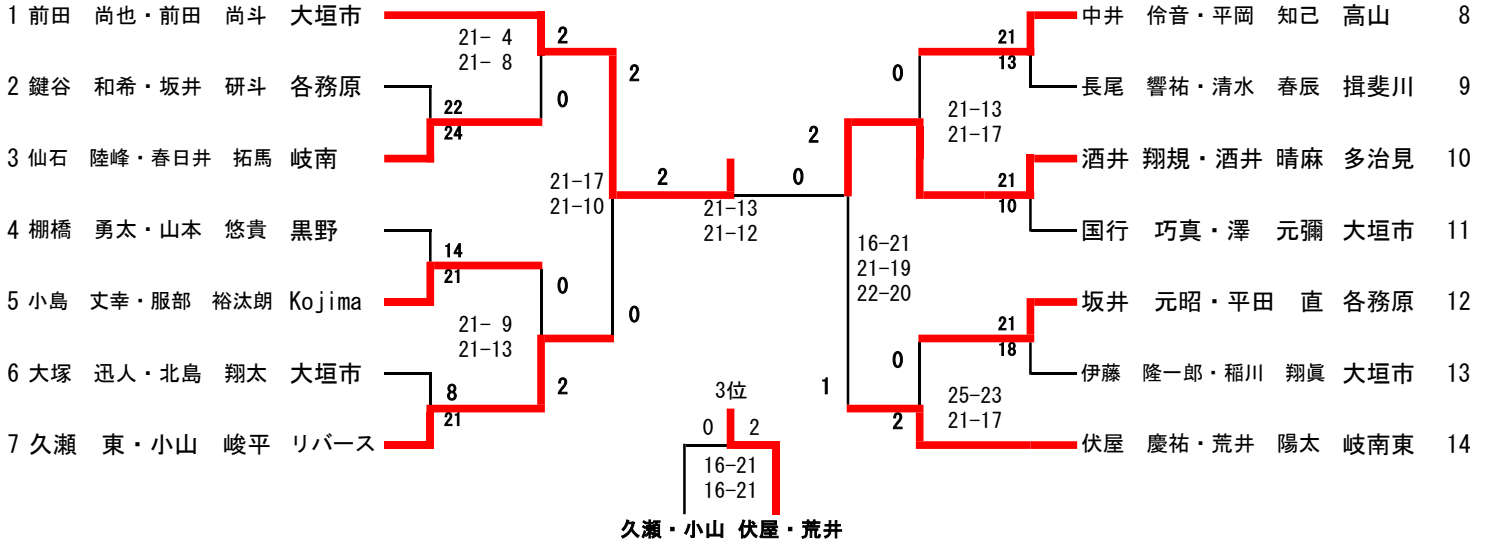 1 前田 尚也・前田 尚斗 大垣市
21- 4
21- 8
2
2 鍵谷 和希・坂井 研斗 各務原
22
24
0
2
3 仙石 陸峰・春日井 拓馬 岐南
21-17
21-10
2
4 棚橋 勇太・山本 悠貴 黒野
14
21
0
0
5 小島 丈幸・服部 裕汰朗 Kojima
21- 9
21-13
6 大塚 迅人・北島 翔太 大垣市
8
21
2
7 久瀬 東・小山 峻平 リバース
21-13
21-12
0
2
中井 伶音・平岡 知己 高山 8
21
13
0
長尾 響祐・清水 春辰 揖斐川 9
21-13
21-17
酒井 翔規・酒井 晴麻 多治見 10
21
10
国行 巧真・澤 元彌 大垣市 11
16-21
21-19
22-20
坂井 元昭・平田 直 各務原 12
21
18
0
伊藤 隆一郎・稲川 翔眞 大垣市 13
1
25-23
21-17
2
伏屋 慶祐・荒井 陽太 岐南東 14
3位
0 2
16-21
16-21
久瀬・小山 伏屋・荒井